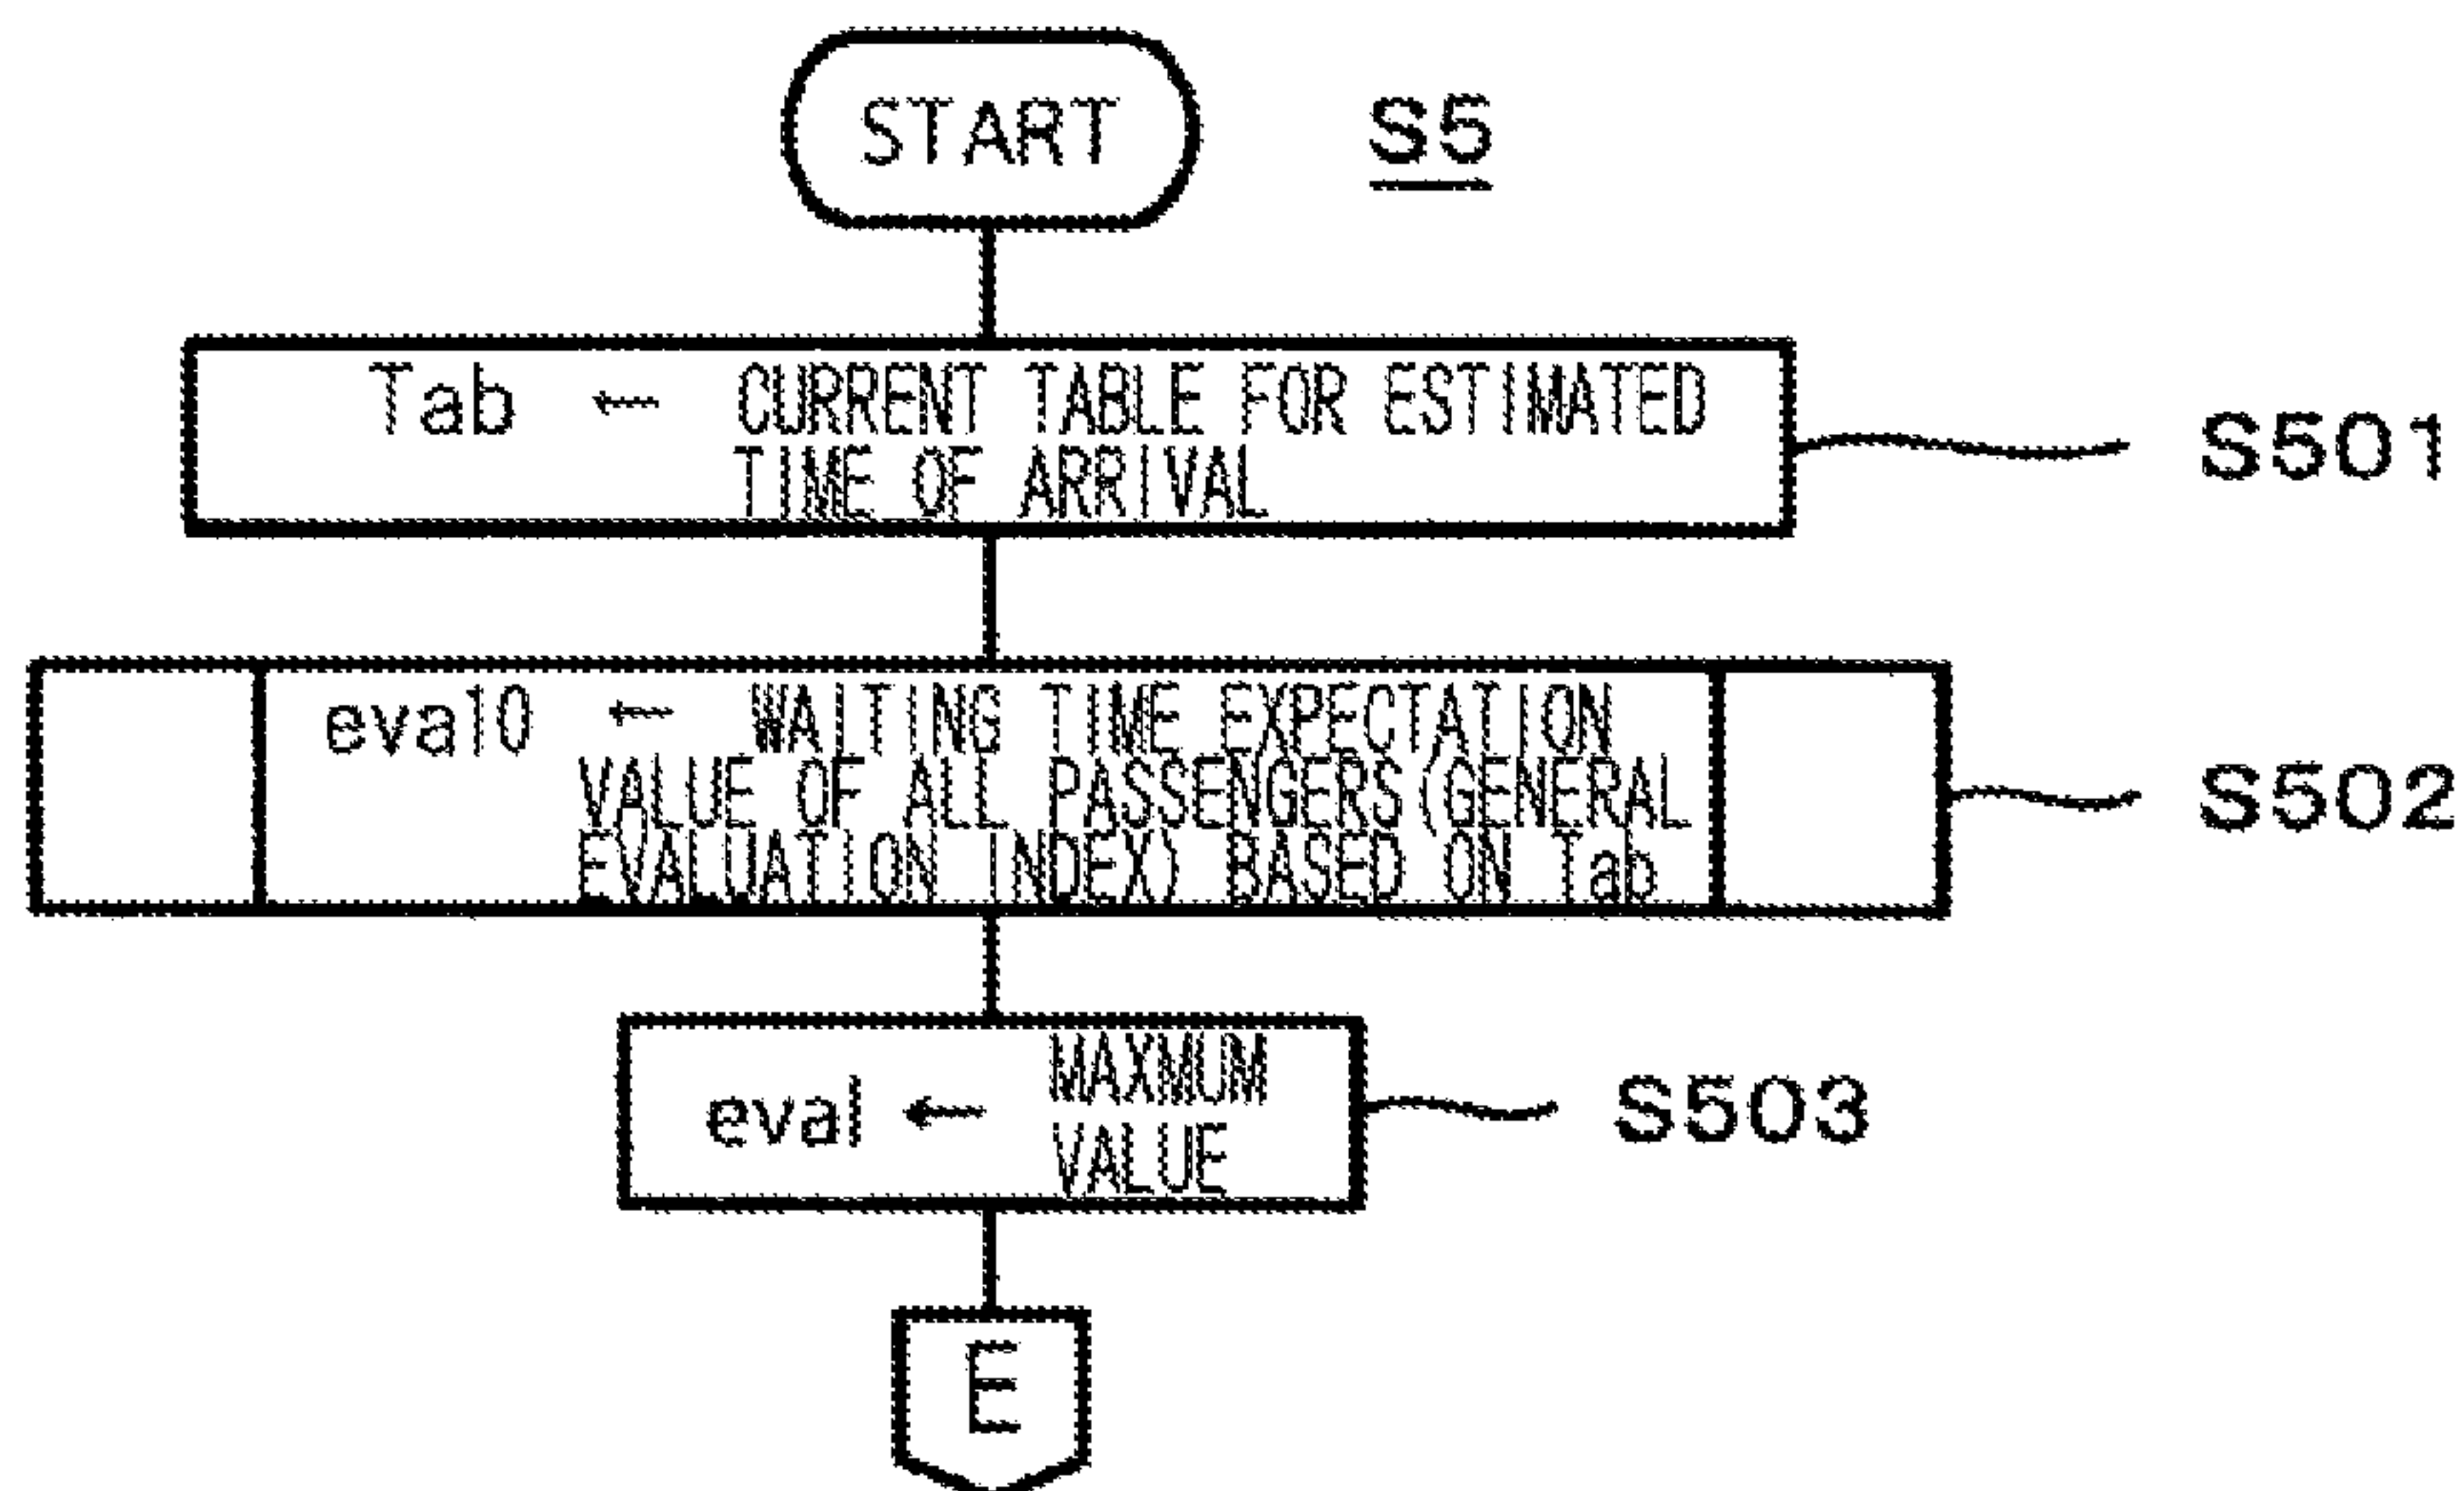 START
S5
Tab ← CURRENT TABLE FOR ESTIMATED
TIME OF ARRIVAL
S501
eval0 ← WAITING TIME EXPECTATION
VALUE OF ALL PASSENGERS(GENERAL
EVALUATION INDEX) BASED ON Tab
S502
eval ← MAXMUM
VALUE
S503
E